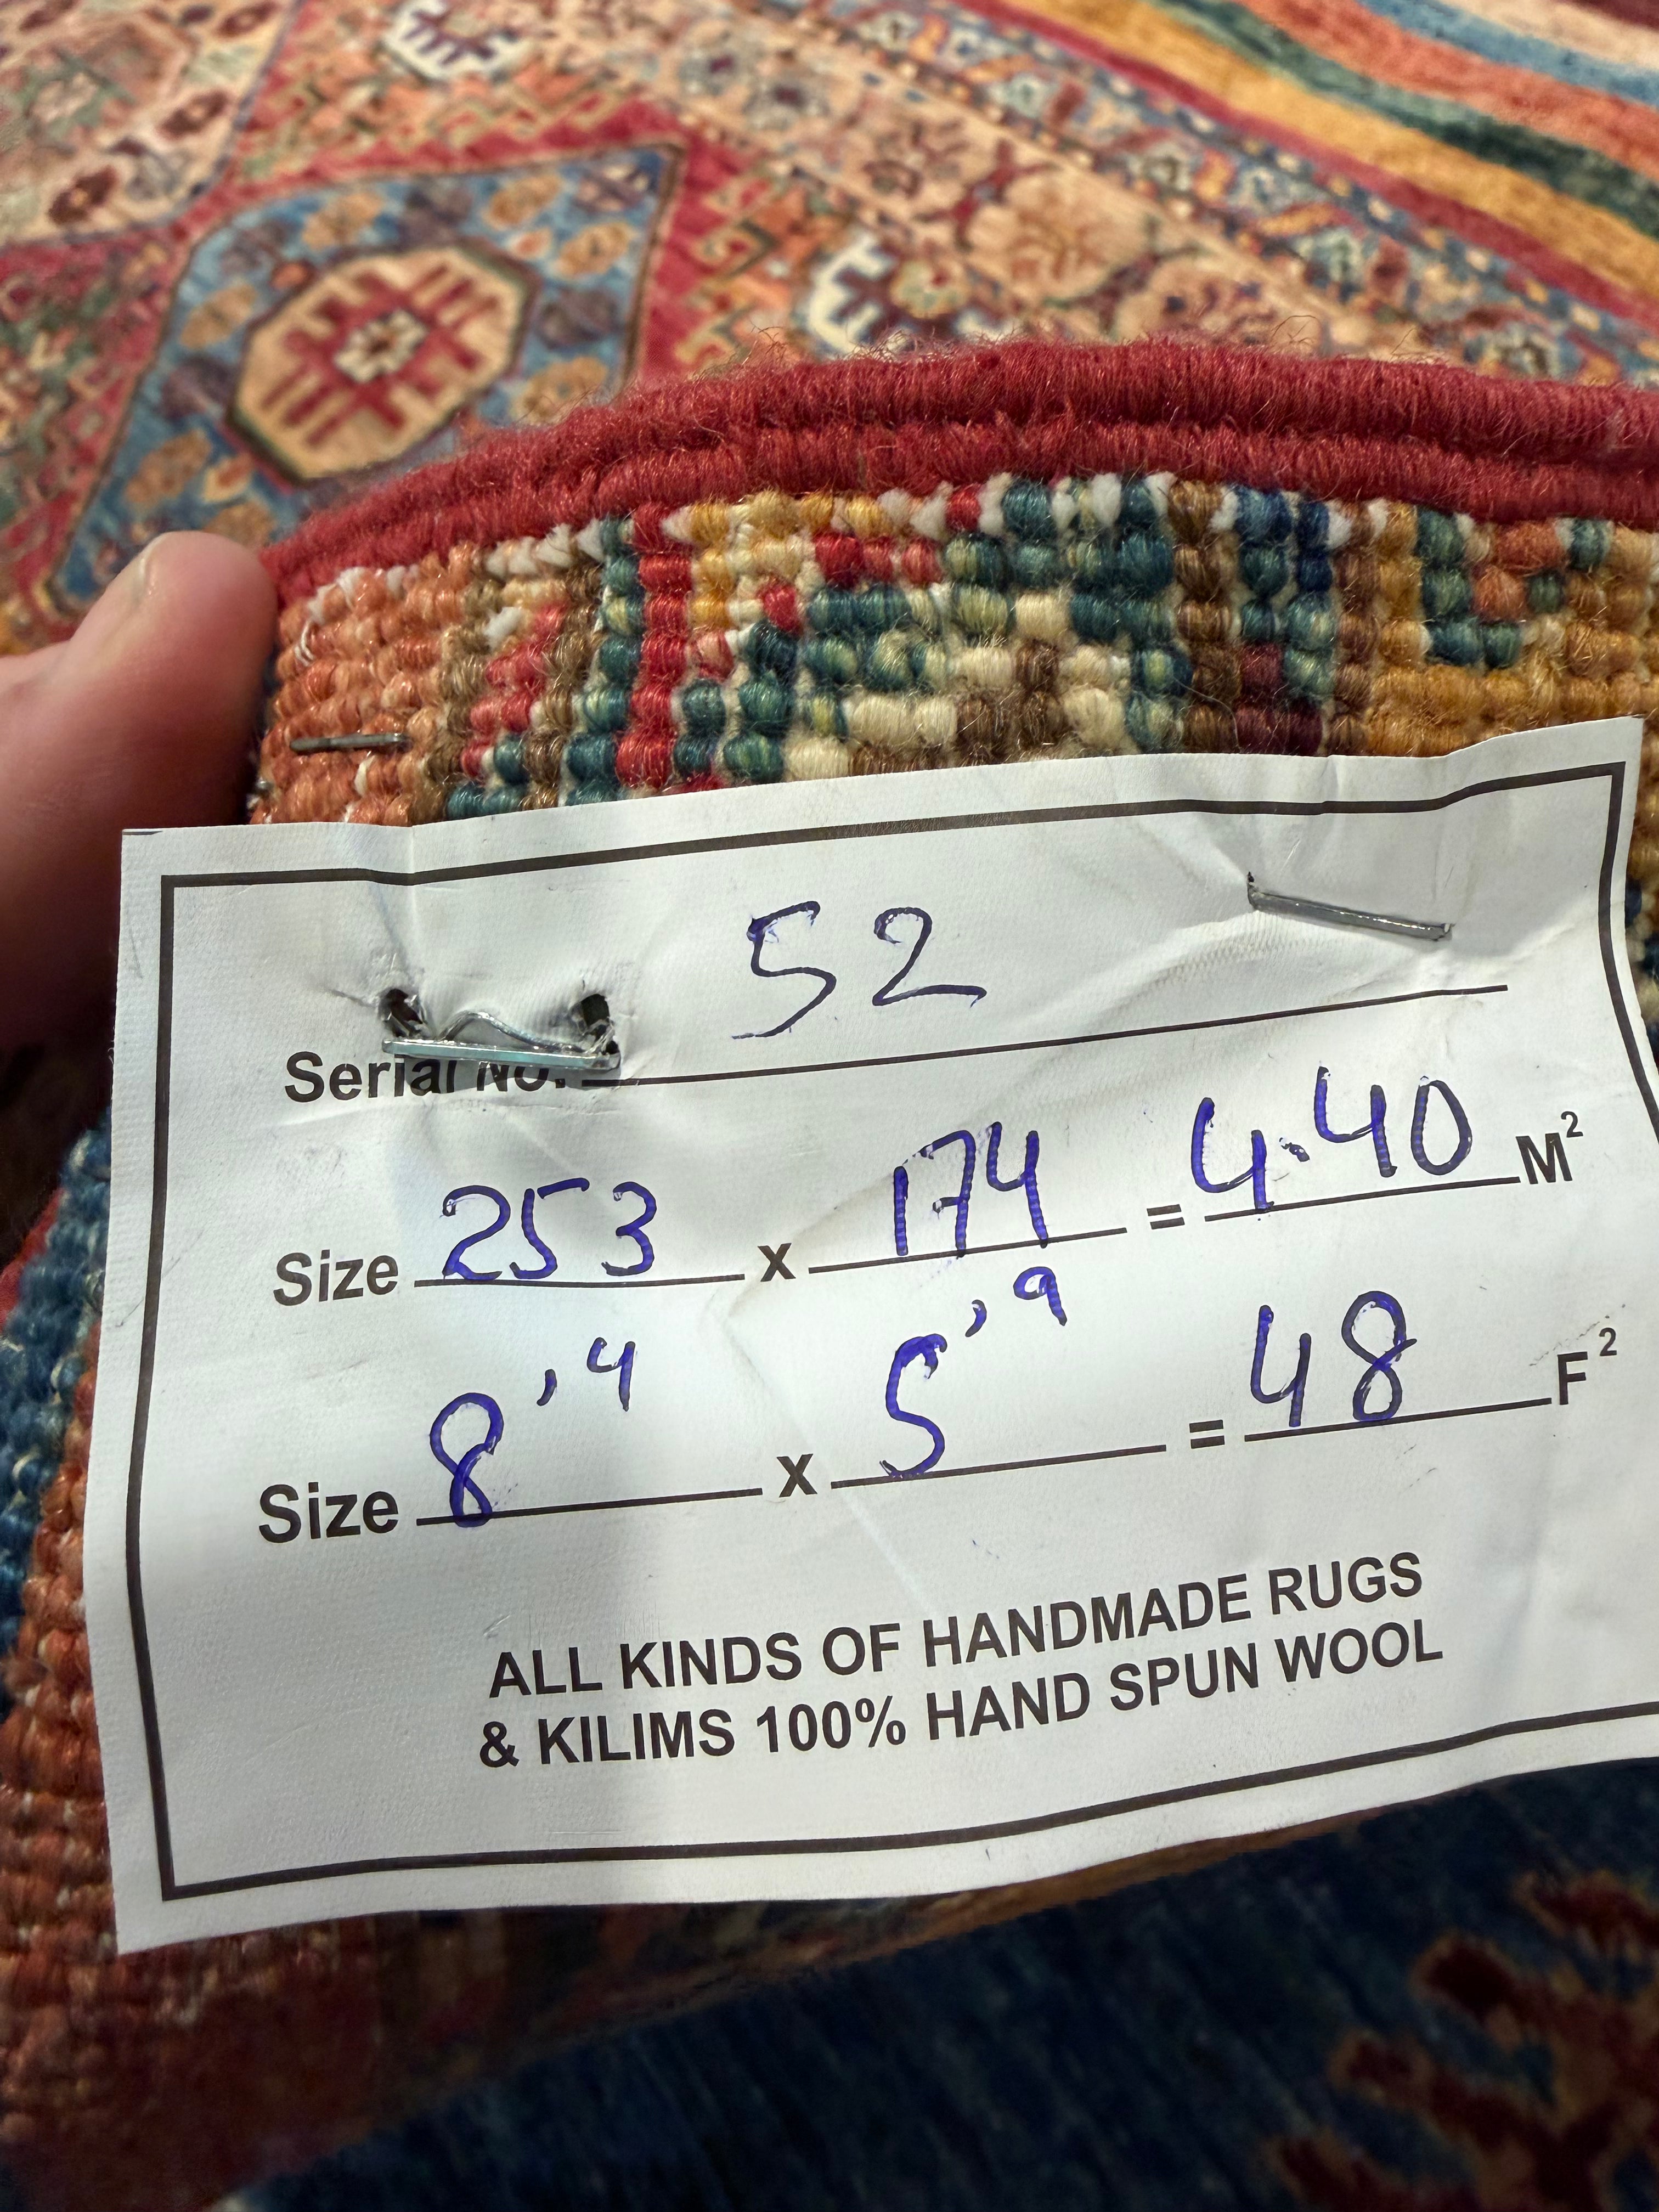 Serial No. 52
Size 253 x 174 = 4.40 M²
Size 8'4 x 5'9 = 48 F²
ALL KINDS OF HANDMADE RUGS
& KILIMS 100% HAND SPUN WOOL